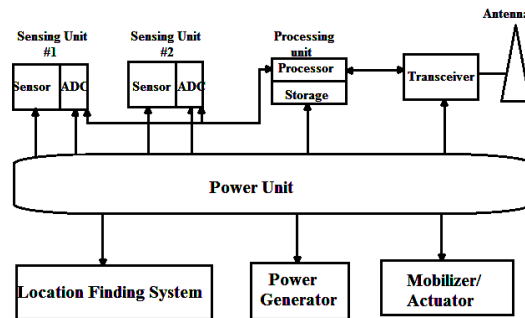 Antenna
Sensing Unit
#1
Sensing Unit
#2
Processing
unit
Sensor
ADC
Sensor
ADC
Processor
Storage
Transceiver
Power Unit
Location Finding System
Power
Generator
Mobilizer/
Actuator